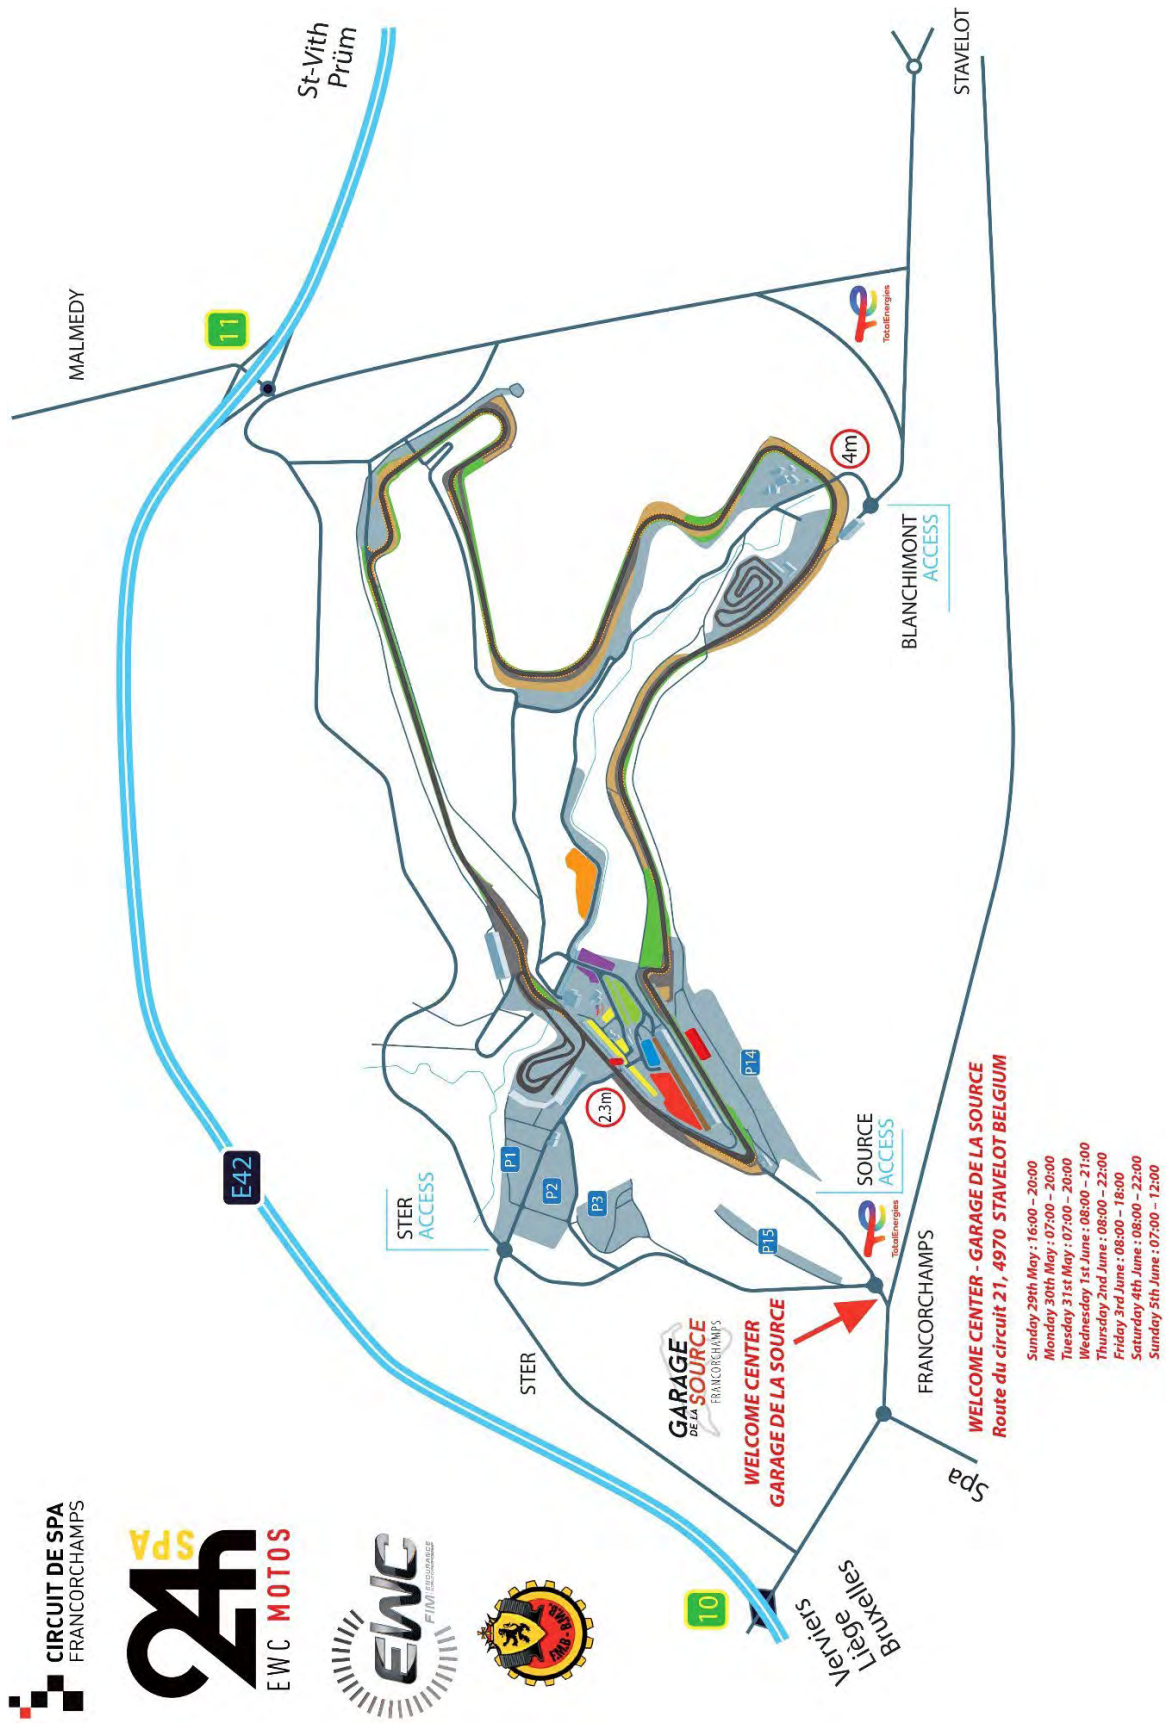 CIRCUIT DE SPA
FRANCORCHAMPS
24h
SPA
EWC MOTOS
EWC
FIM ENDURANCE
F.M.B - B.M.B.
10
Verviers
Liège
Bruxelles
E42
11
MALMEDY
St-Vith
Prüm
STAVELOT
STER
STER
ACCESS
P1
P2
P3
2.3m
P14
P15
4m
BLANCHIMONT
ACCESS
TotalEnergies
SOURCE
ACCESS
TotalEnergies
GARAGE
DE LA SOURCE
FRANCORCHAMPS
WELCOME CENTER
GARAGE DE LA SOURCE
FRANCORCHAMPS
Spa
WELCOME CENTER - GARAGE DE LA SOURCE
Route du circuit 21, 4970 STAVELOT BELGIUM
Sunday 29th May : 16:00 - 20:00
Monday 30th May : 07:00 – 20:00
Tuesday 31st May : 07:00 – 20:00
Wednesday 1st June : 08:00 – 21:00
Thursday 2nd June : 08:00 – 22:00
Friday 3rd June : 08:00 – 18:00
Saturday 4th June : 08:00 – 22:00
Sunday 5th June : 07:00 – 12:00